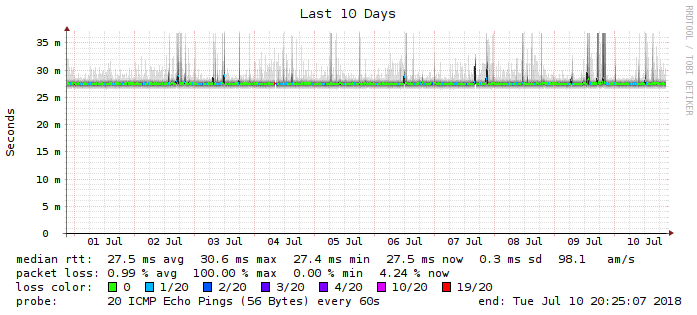 Last 10 Days
RRDTOOL / TOBI OETIKER
Seconds
35 m
30 m
25 m
20 m
15 m
10 m
5 m
0
01 Jul 02 Jul 03 Jul 04 Jul 05 Jul 06 Jul 07 Jul 08 Jul 09 Jul 10 Jul
median rtt: 27.5 ms avg 30.6 ms max 27.4 ms min 27.5 ms now 0.3 ms sd 98.1 am/s
packet loss: 0.99 % avg 100.00 % max 0.00 % min 4.24 % now
loss color: 0 1/20 2/20 3/20 4/20 10/20 19/20
probe: 20 ICMP Echo Pings (56 Bytes) every 60s end: Tue Jul 10 20:25:07 2018